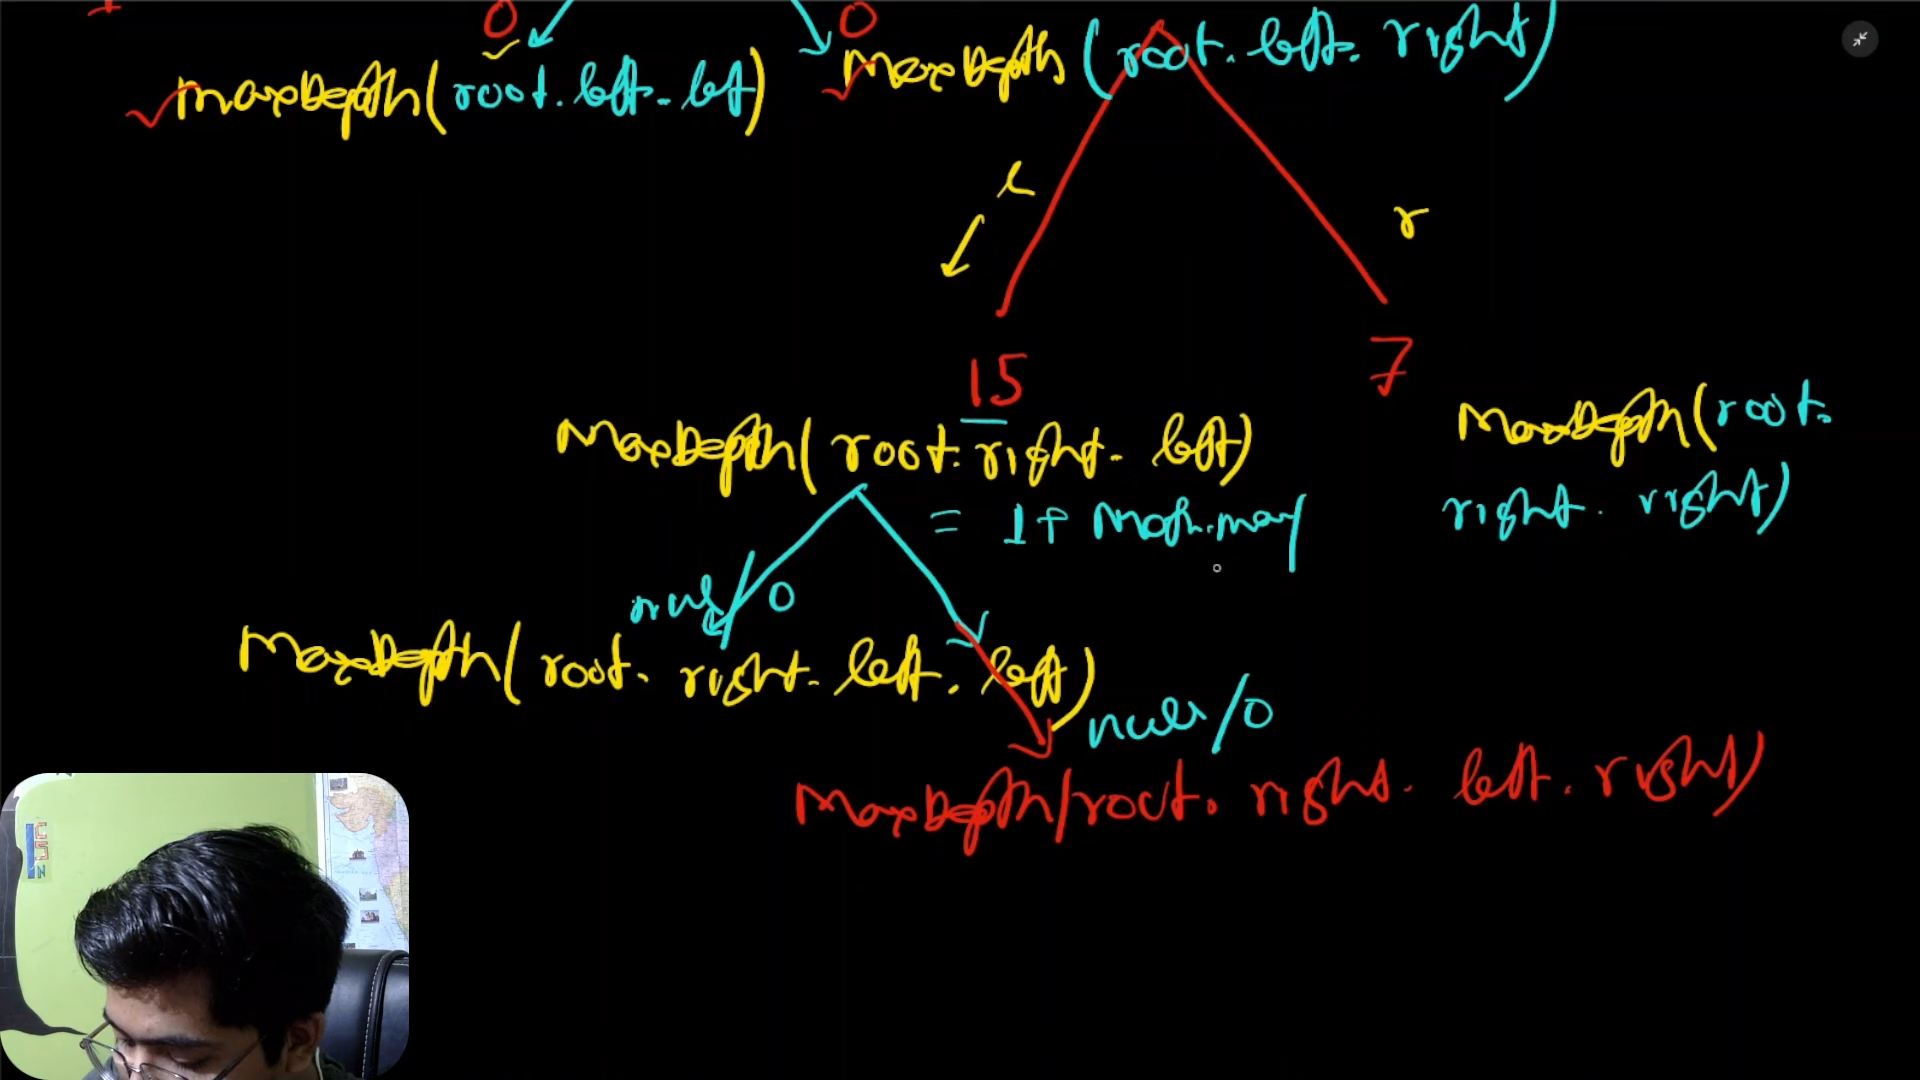 0 0
maxDepth(root.left.left) MaxDepth (root.left.right)
l
r
15 7
MaxDepth(root.right.left) MaxDepth(root.
= 1+ Math.max( right.right)
null/0
MaxDepth(root.right.left.left)
null/0
MaxDepth(root.right.left.right)